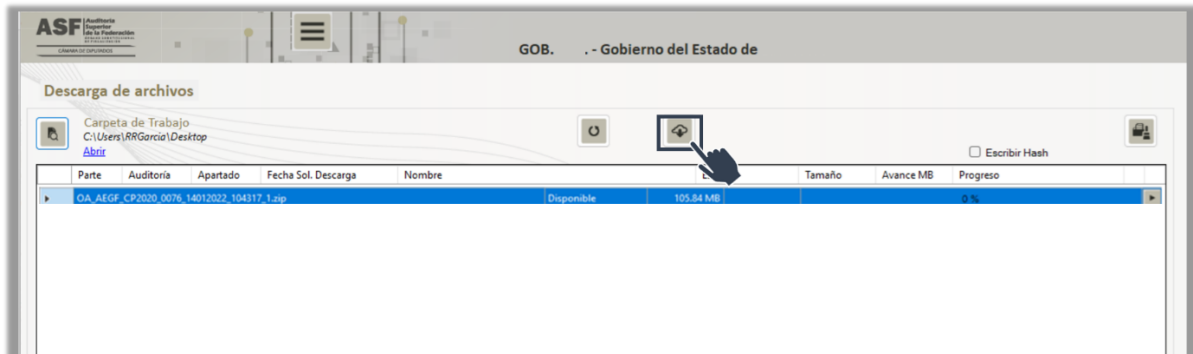 ASF Auditoría
Superior
de la Federación
CÁMARA DE DIPUTADOS
GOB. . - Gobierno del Estado de
Descarga de archivos
Carpeta de Trabajo
C:\Users\RRGarcia\Desktop
Abrir
Escribir Hash
Parte Auditoría Apartado Fecha Sol. Descarga Nombre Tamaño Avance MB Progreso
OA_AEGF_CP2020_0076_14012022_104317_1.zip Disponible 105.84 MB 0 %